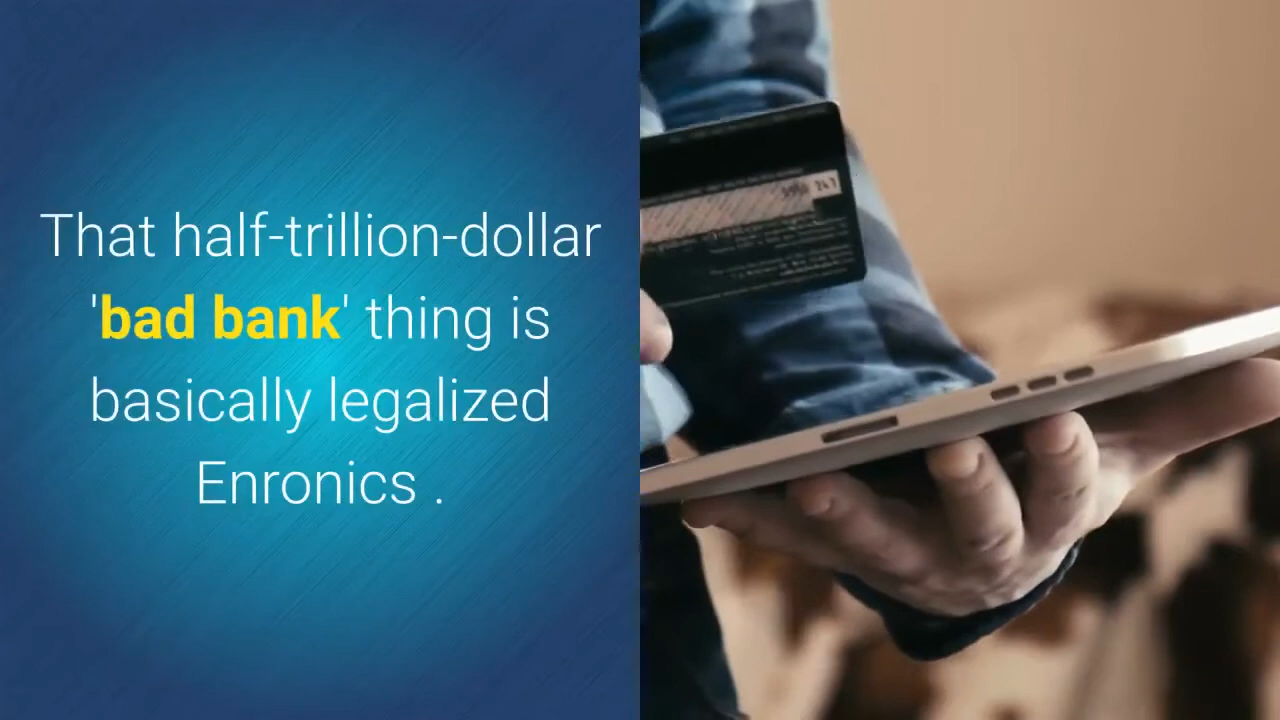 That half-trillion-dollar
'bad bank' thing is
basically legalized
Enronics .